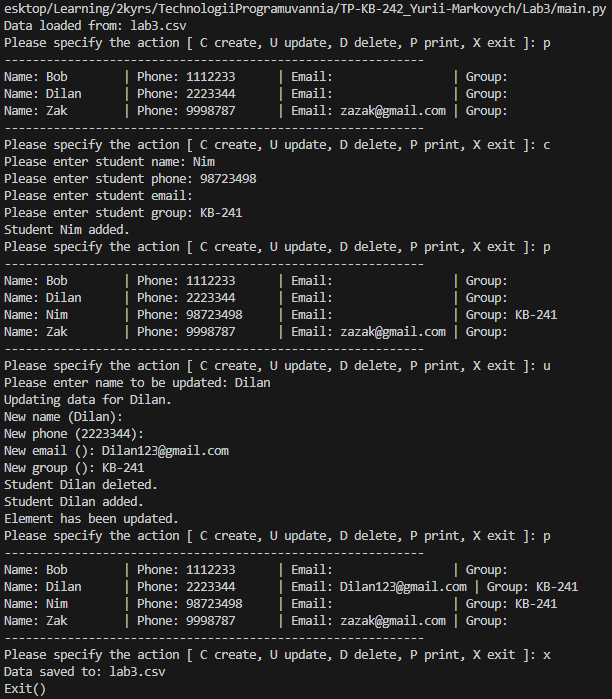 esktop/Learning/2kyrs/TechnologiiProgramuvannia/TP-KB-242_Yurii-Markovych/Lab3/main.py
Data loaded from: lab3.csv
Please specify the action [ C create, U update, D delete, P print, X exit ]: p
------------------------------------------------------------
Name: Bob        | Phone: 1112233      | Email:                 | Group:
Name: Dilan      | Phone: 2223344      | Email:                 | Group:
Name: Zak        | Phone: 9998787      | Email: zazak@gmail.com | Group:
------------------------------------------------------------
Please specify the action [ C create, U update, D delete, P print, X exit ]: c
Please enter student name: Nim
Please enter student phone: 98723498
Please enter student email:
Please enter student group: KB-241
Student Nim added.
Please specify the action [ C create, U update, D delete, P print, X exit ]: p
------------------------------------------------------------
Name: Bob        | Phone: 1112233      | Email:                 | Group:
Name: Dilan      | Phone: 2223344      | Email:                 | Group:
Name: Nim        | Phone: 98723498     | Email:                 | Group: KB-241
Name: Zak        | Phone: 9998787      | Email: zazak@gmail.com | Group:
------------------------------------------------------------
Please specify the action [ C create, U update, D delete, P print, X exit ]: u
Please enter name to be updated: Dilan
Updating data for Dilan.
New name (Dilan):
New phone (2223344):
New email (): Dilan123@gmail.com
New group (): KB-241
Student Dilan deleted.
Student Dilan added.
Element has been updated.
Please specify the action [ C create, U update, D delete, P print, X exit ]: p
------------------------------------------------------------
Name: Bob        | Phone: 1112233      | Email:                 | Group:
Name: Dilan      | Phone: 2223344      | Email: Dilan123@gmail.com | Group: KB-241
Name: Nim        | Phone: 98723498     | Email:                 | Group: KB-241
Name: Zak        | Phone: 9998787      | Email: zazak@gmail.com | Group:
------------------------------------------------------------
Please specify the action [ C create, U update, D delete, P print, X exit ]: x
Data saved to: lab3.csv
Exit()